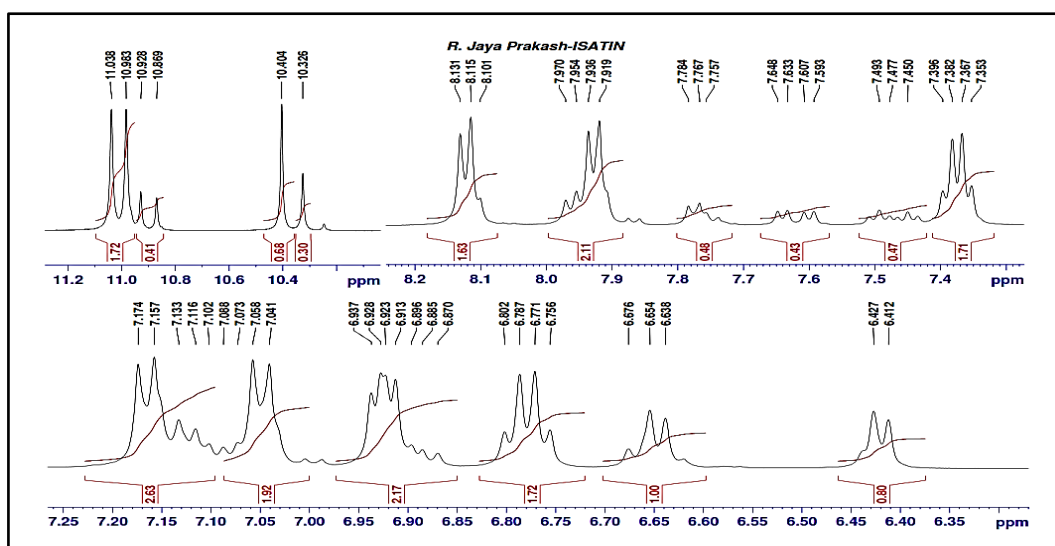 R. Jaya Prakash-ISATIN
11.038 10.983 10.928 10.869 10.404 10.326 8.131 8.115 8.101 7.970 7.954 7.936 7.919 7.784 7.767 7.757 7.648 7.633 7.607 7.593 7.493 7.477 7.450 7.396 7.382 7.367 7.353
1.72 0.41 0.68 0.30 1.63 2.11 0.48 0.43 0.47 1.71
11.2 11.0 10.8 10.4 ppm 8.2 8.1 8.0 7.9 7.8 7.7 7.6 7.5 7.4 ppm
7.174 7.157 7.133 7.116 7.102 7.088 7.073 7.058 7.041 6.937 6.928 6.923 6.913 6.896 6.885 6.870 6.802 6.787 6.771 6.756 6.676 6.654 6.638 6.427 6.412
2.63 1.92 2.17 1.72 1.00 0.80
7.25 7.20 7.15 7.10 7.05 7.00 6.95 6.90 6.85 6.80 6.75 6.70 6.65 6.60 6.55 6.50 6.45 6.40 6.35 ppm